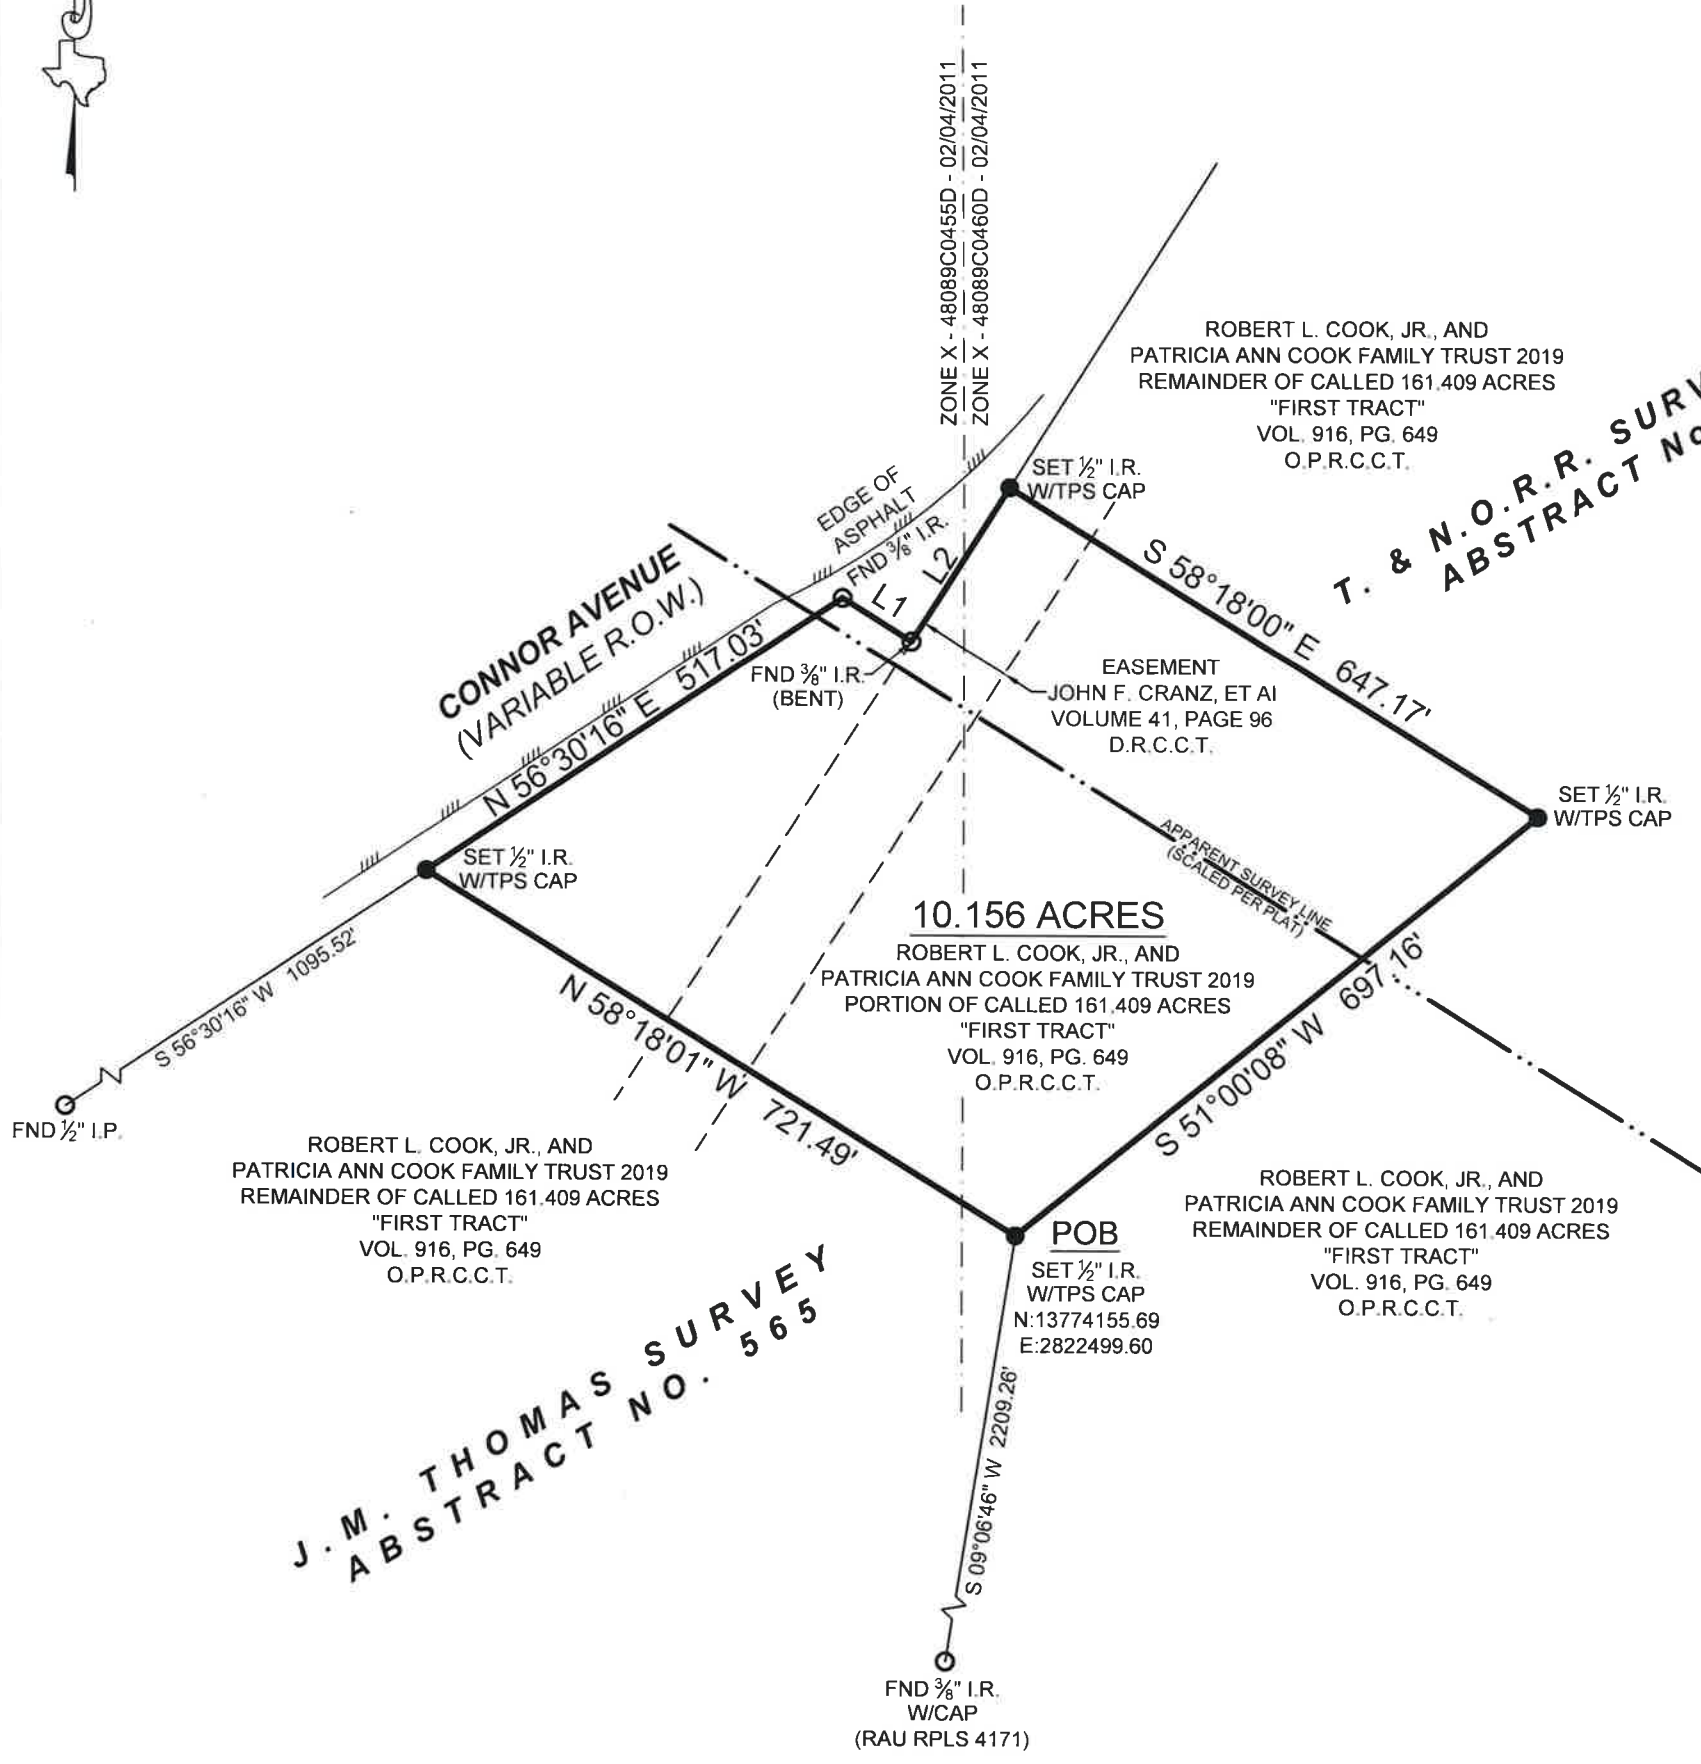 ZONE X - 48089C0455D - 02/04/2011
ZONE X - 48089C0460D - 02/04/2011
ROBERT L. COOK, JR., AND
PATRICIA ANN COOK FAMILY TRUST 2019
REMAINDER OF CALLED 161.409 ACRES
"FIRST TRACT"
VOL. 916, PG. 649
O.P.R.C.C.T.
T. & N.O.R.R. SURV
ABSTRACT No
SET ½" I.R.
W/TPS CAP
EDGE OF
ASPHALT
FND ⅜" I.R.
L1
L2
CONNOR AVENUE
(VARIABLE R.O.W.)
N 56°30'16" E 517.03'
S 58°18'00" E 647.17'
FND ⅜" I.R.
(BENT)
EASEMENT
JOHN F. CRANZ, ET Al
VOLUME 41, PAGE 96
D.R.C.C.T.
SET ½" I.R.
W/TPS CAP
SET ½" I.R.
W/TPS CAP
APPARENT SURVEY LINE
(SCALED PER PLAT)
10.156 ACRES
ROBERT L. COOK, JR., AND
PATRICIA ANN COOK FAMILY TRUST 2019
PORTION OF CALLED 161.409 ACRES
"FIRST TRACT"
VOL. 916, PG. 649
O.P.R.C.C.T.
S 56°30'16" W 1095.52'
FND ½" I.P.
N 58°18'01" W 721.49'
S 51°00'08" W 697.16'
ROBERT L. COOK, JR., AND
PATRICIA ANN COOK FAMILY TRUST 2019
REMAINDER OF CALLED 161.409 ACRES
"FIRST TRACT"
VOL. 916, PG. 649
O.P.R.C.C.T.
ROBERT L. COOK, JR., AND
PATRICIA ANN COOK FAMILY TRUST 2019
REMAINDER OF CALLED 161.409 ACRES
"FIRST TRACT"
VOL. 916, PG. 649
O.P.R.C.C.T.
POB
SET ½" I.R.
W/TPS CAP
N:13774155.69
E:2822499.60
J.M. THOMAS SURVEY
ABSTRACT NO. 565
S 09°06'46" W 2209.26'
FND ⅜" I.R.
W/CAP
(RAU RPLS 4171)